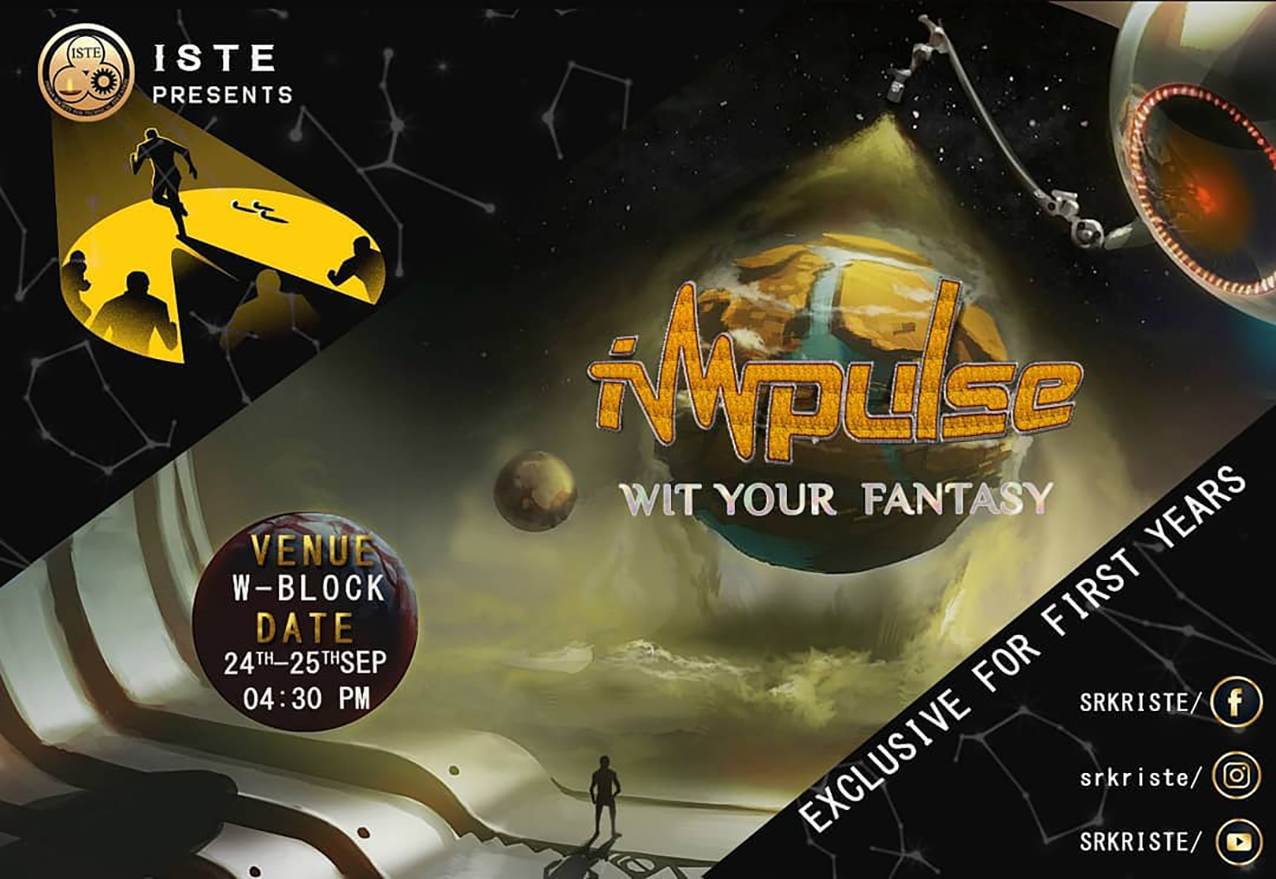 ISTE
ISTE
PRESENTS
iMpulse
WIT YOUR FANTASY
VENUE
W-BLOCK
DATE
24TH-25THSEP
04:30 PM
EXCLUSIVE FOR FIRST YEARS
SRKRISTE/
srkriste/
SRKRISTE/